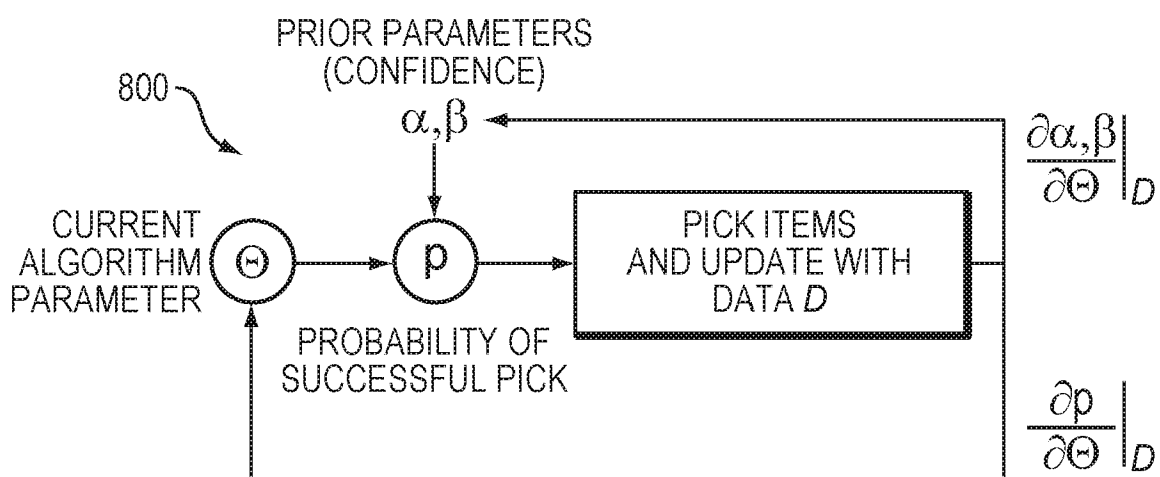 PRIOR PARAMETERS
(CONFIDENCE)
800
α,β
∂α,β
∂Θ
D
CURRENT
ALGORITHM
PARAMETER
Θ
p
PICK ITEMS
AND UPDATE WITH
DATA D
PROBABILITY OF
SUCCESSFUL PICK
∂p
∂Θ
D